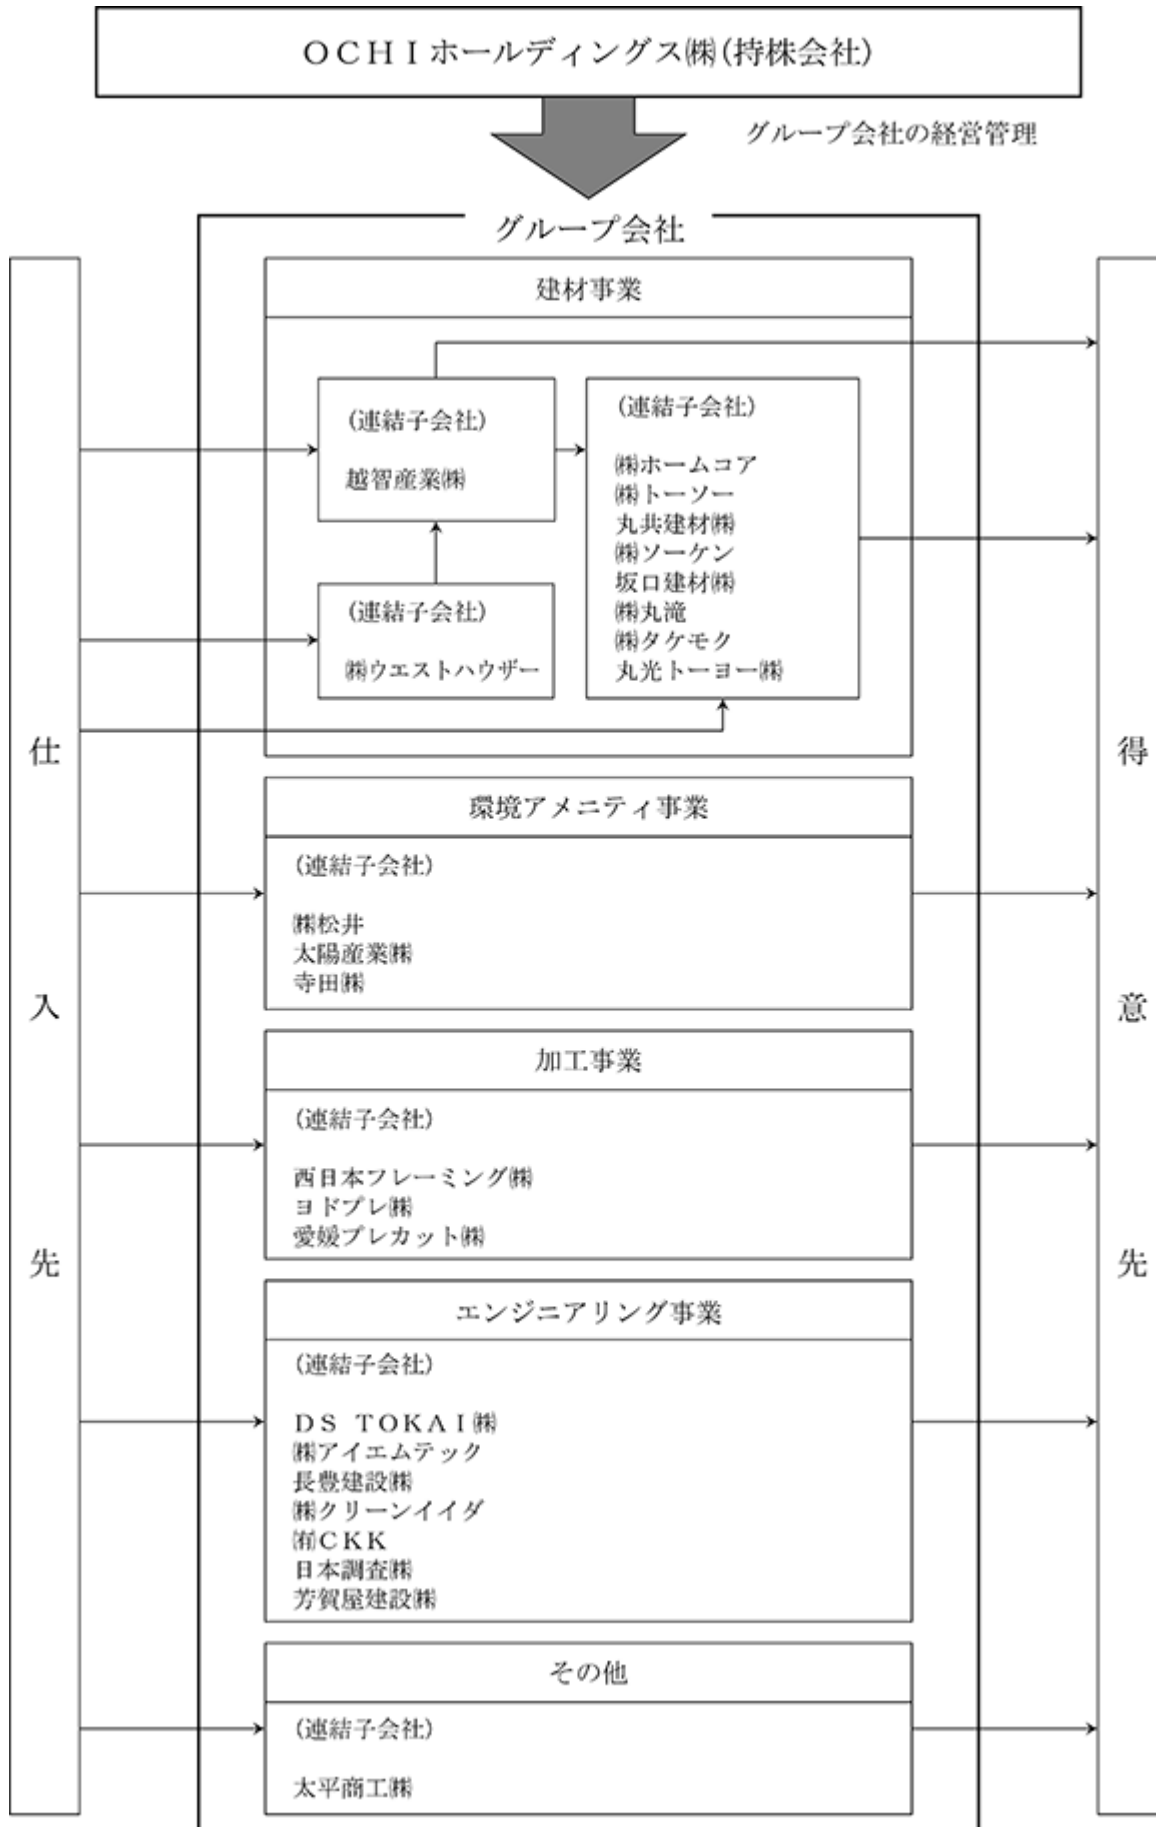 ＯＣＨＩホールディングス㈱(持株会社)
グループ会社の経営管理
グループ会社
仕入先
得意先
建材事業
(連結子会社)
越智産業㈱
(連結子会社)
㈱ウエストハウザー
(連結子会社)
㈱ホームコア
㈱トーソー
丸共建材㈱
㈱ソーケン
坂口建材㈱
㈱丸滝
㈱タケモク
丸光トーヨー㈱
環境アメニティ事業
(連結子会社)
㈱松井
太陽産業㈱
寺田㈱
加工事業
(連結子会社)
西日本フレーミング㈱
ヨドプレ㈱
愛媛プレカット㈱
エンジニアリング事業
(連結子会社)
ＤＳ　ＴＯＫＡＩ㈱
㈱アイエムテック
長豊建設㈱
㈱クリーンイイダ
㈲ＣＫＫ
日本調査㈱
芳賀屋建設㈱
その他
(連結子会社)
太平商工㈱